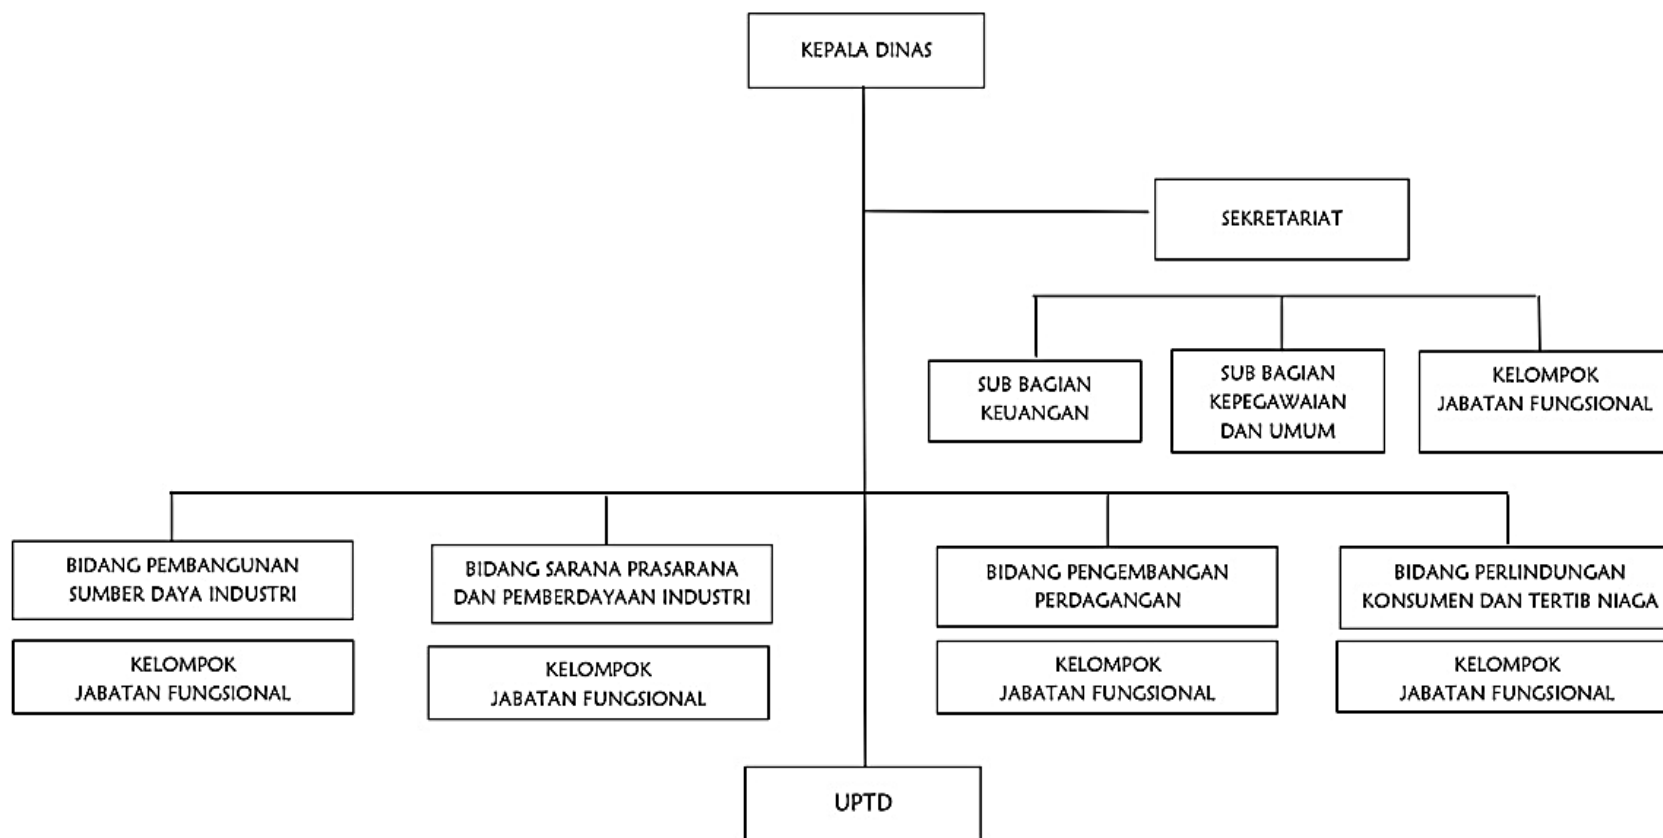 KEPALA DINAS
SEKRETARIAT
SUB BAGIAN
KEUANGAN
SUB BAGIAN
KEPEGAWAIAN
DAN UMUM
KELOMPOK
JABATAN FUNGSIONAL
BIDANG PEMBANGUNAN
SUMBER DAYA INDUSTRI
BIDANG SARANA PRASARANA
DAN PEMBERDAYAAN INDUSTRI
BIDANG PENGEMBANGAN
PERDAGANGAN
BIDANG PERLINDUNGAN
KONSUMEN DAN TERTIB NIAGA
KELOMPOK
JABATAN FUNGSIONAL
KELOMPOK
JABATAN FUNGSIONAL
KELOMPOK
JABATAN FUNGSIONAL
KELOMPOK
JABATAN FUNGSIONAL
UPTD